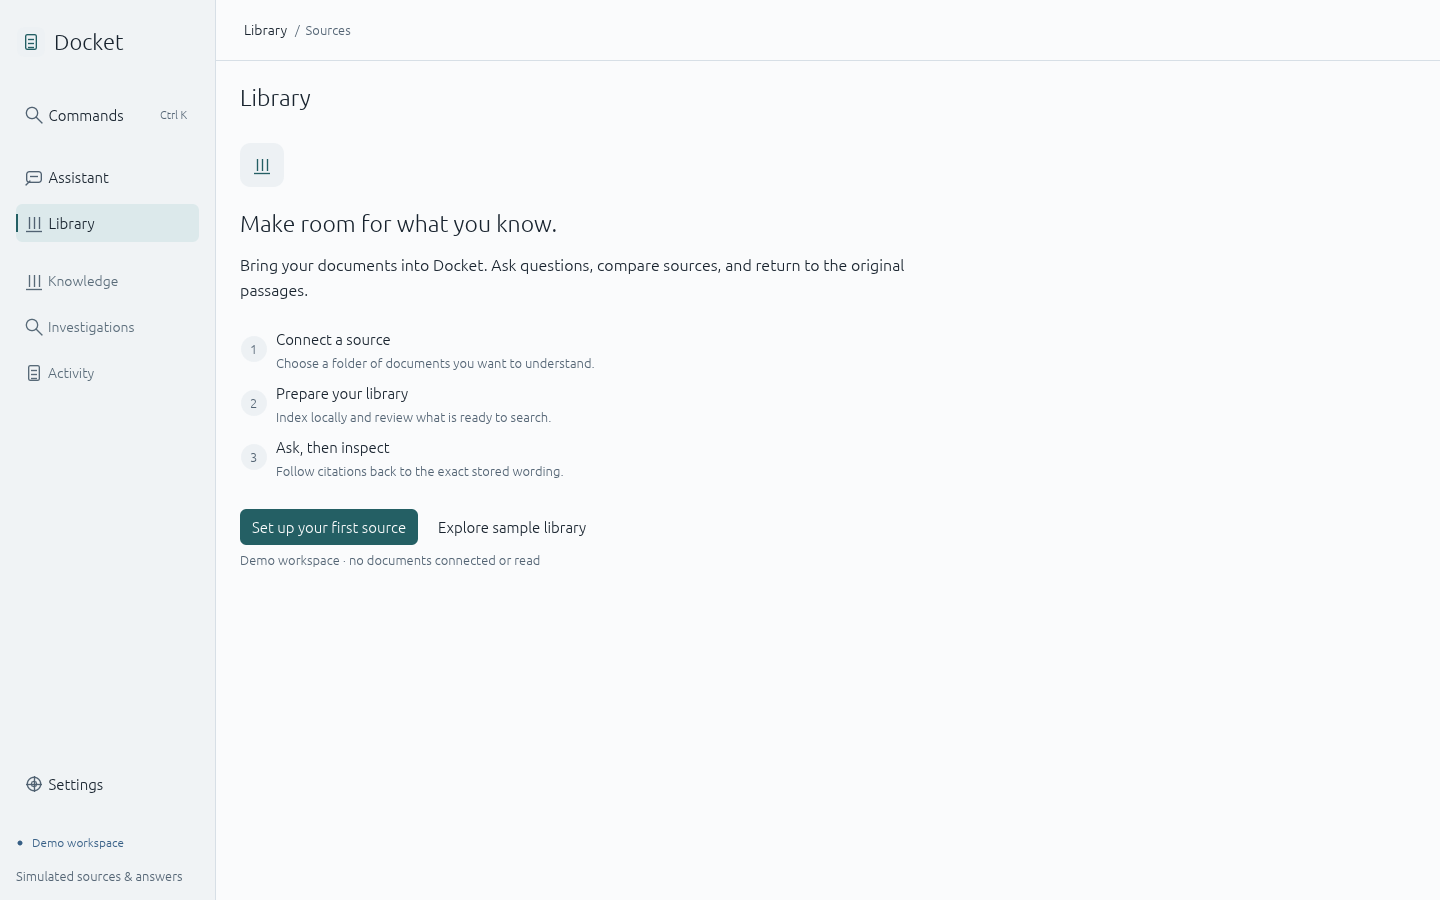 Docket
Commands Ctrl K
Assistant
Library
Knowledge
Investigations
Activity
Settings
Demo workspace
Simulated sources & answers
Library / Sources
Library
Make room for what you know.
Bring your documents into Docket. Ask questions, compare sources, and return to the original
passages.
1 Connect a source
Choose a folder of documents you want to understand.
2 Prepare your library
Index locally and review what is ready to search.
3 Ask, then inspect
Follow citations back to the exact stored wording.
Set up your first source Explore sample library
Demo workspace · no documents connected or read